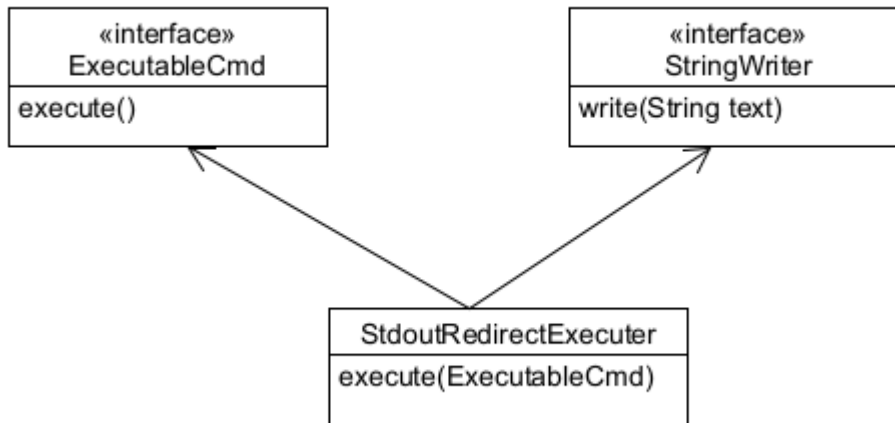 «interface»
ExecutableCmd
execute()
«interface»
StringWriter
write(String text)
StdoutRedirectExecuter
execute(ExecutableCmd)